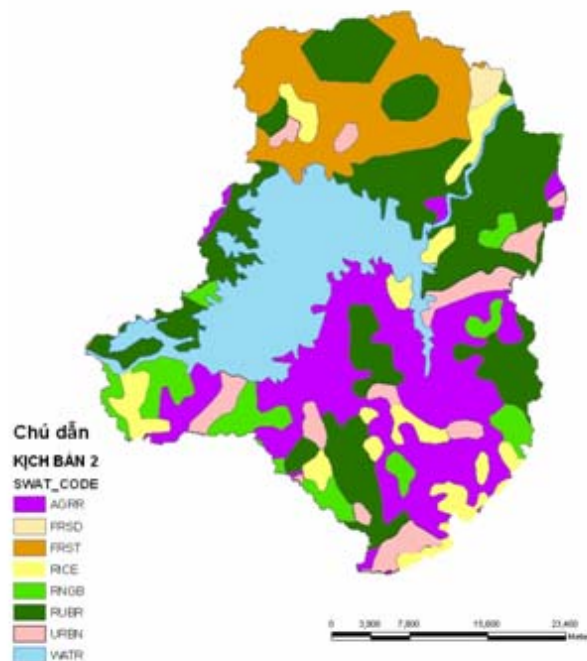 Chú dẫn
KỊCH BẢN 2
SWAT_CODE
AGRR
FRSD
FRST
RICE
RNGB
RUBR
URBN
WATR
0 3,900 7,800 15,600 23,400